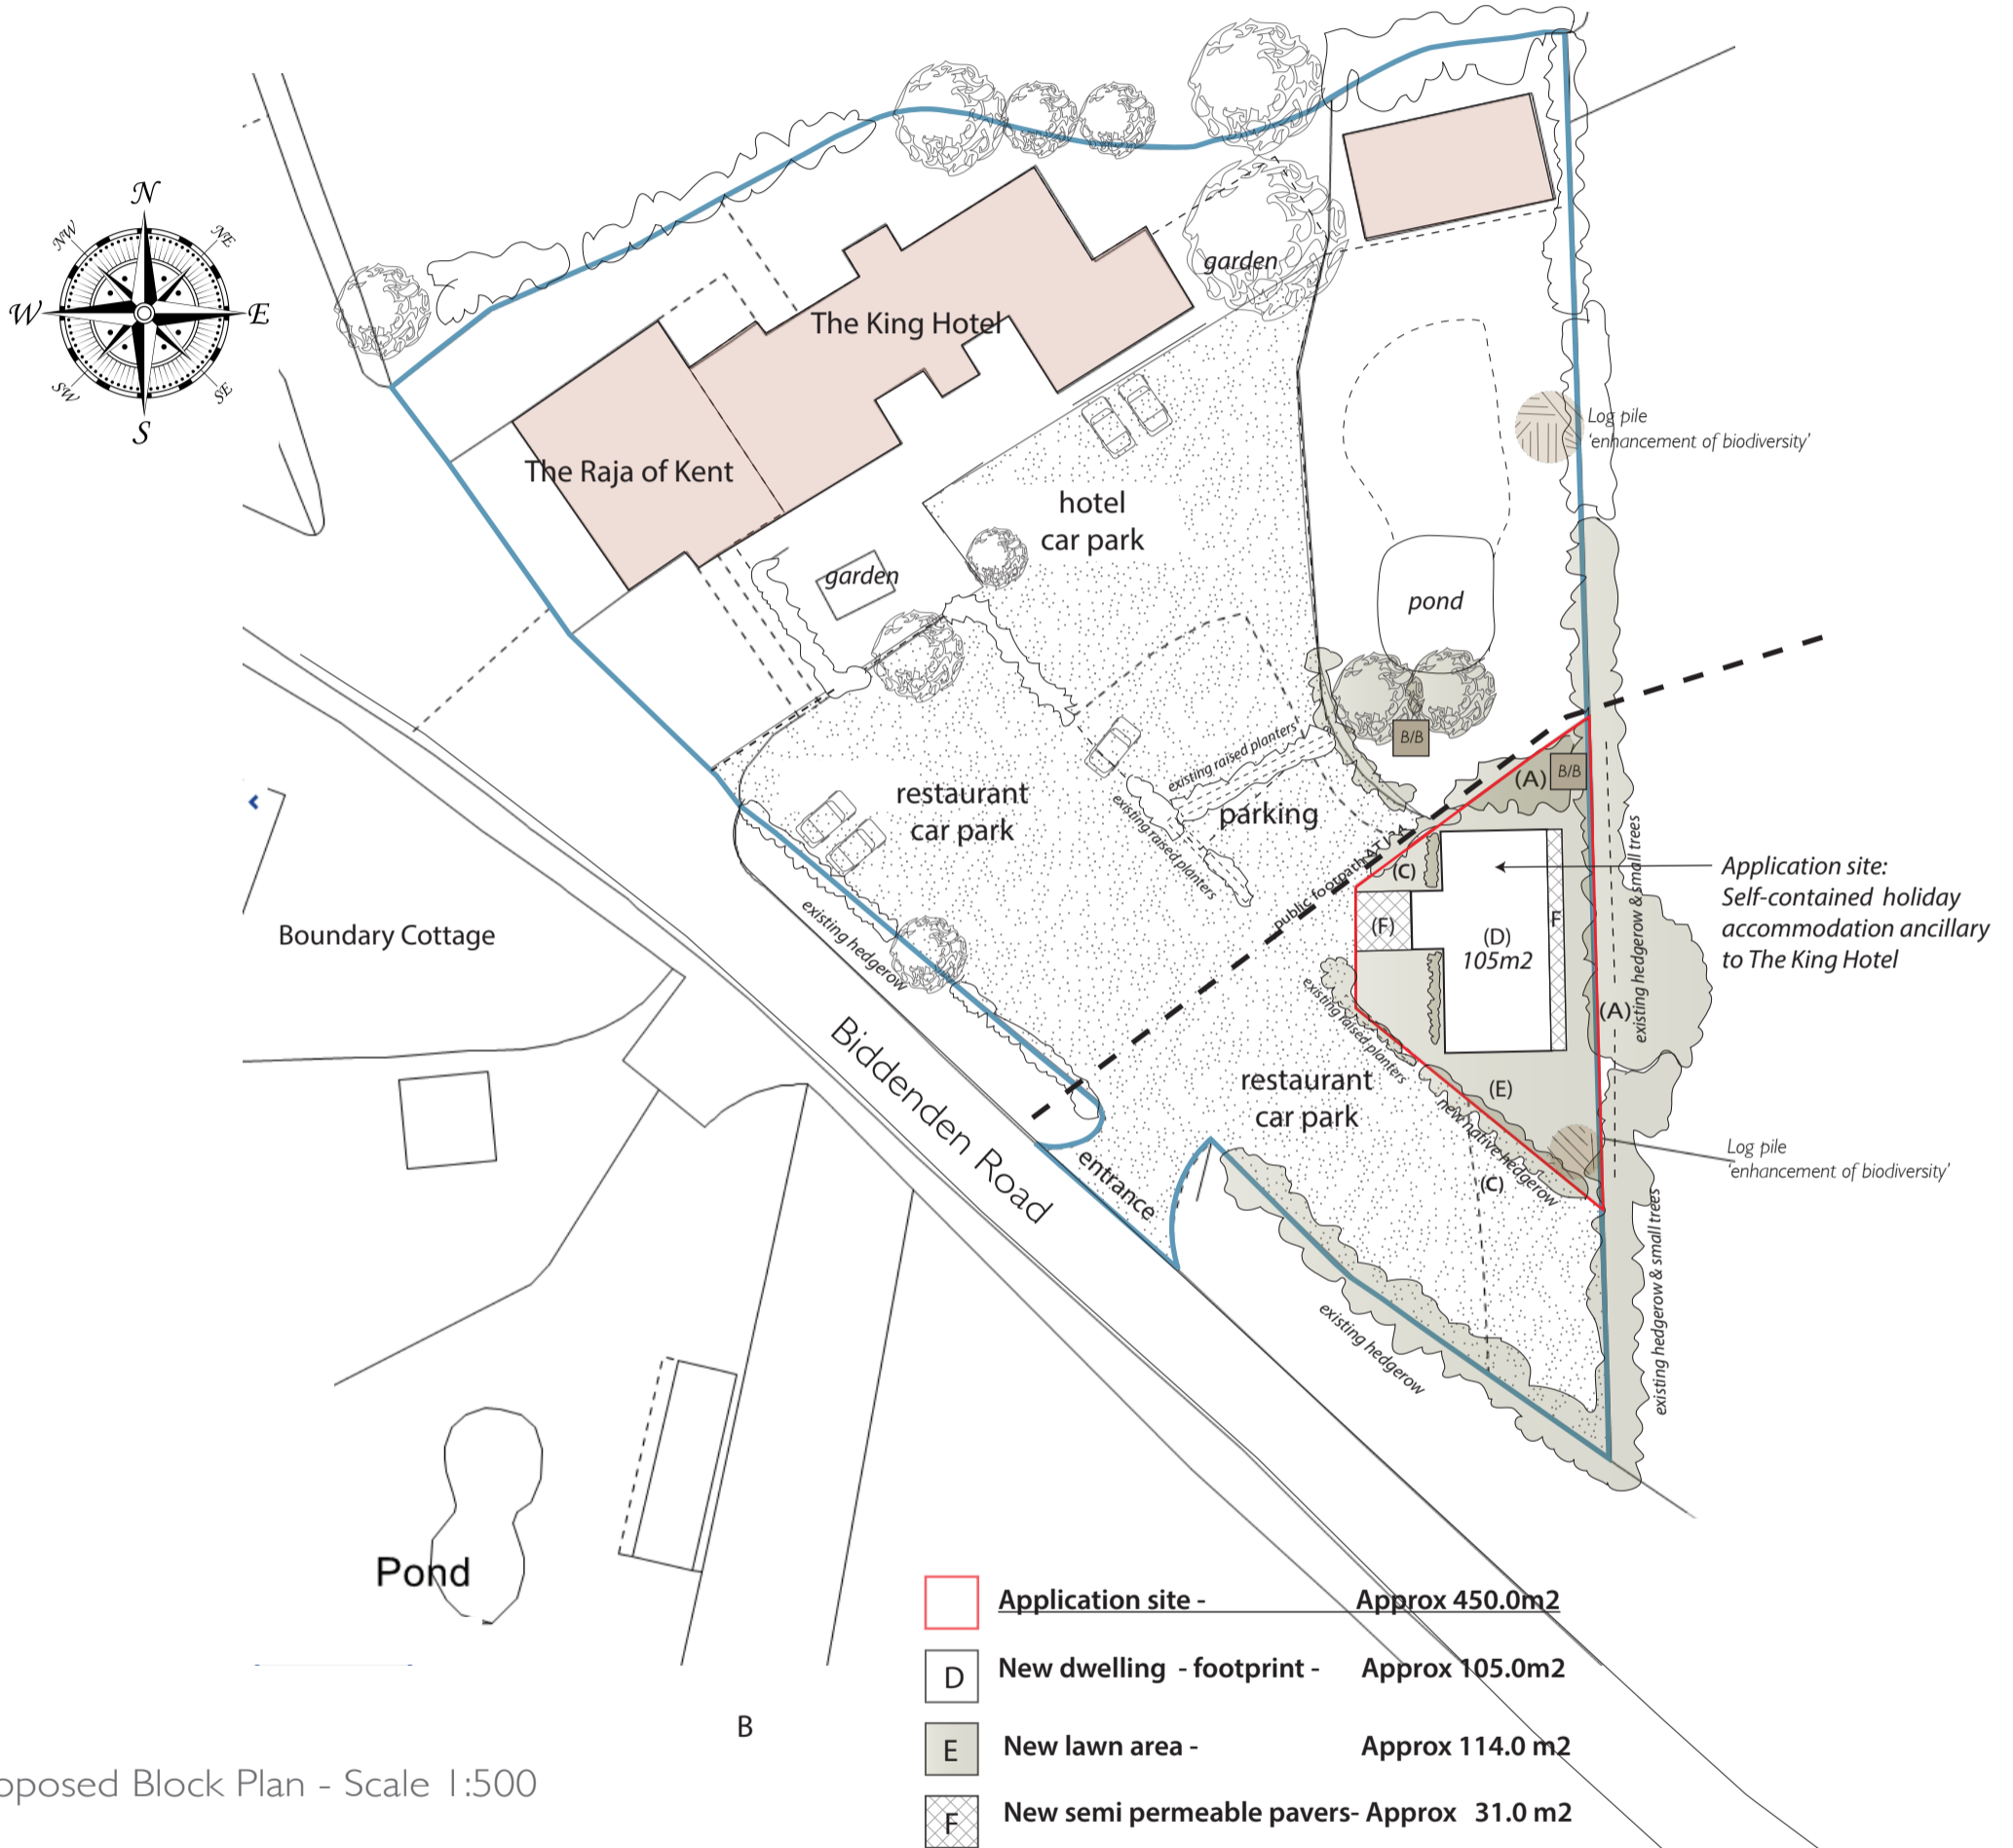 N
NW
NE
W
E
SW
SE
S
The King Hotel
garden
The Raja of Kent
Log pile
'enhancement of biodiversity'
hotel
car park
garden
pond
B/B
existing raised planters
(A)
B/B
restaurant
car park
existing raised planters
parking
Public footpath AT
(C)
existing hedgerow & small trees
Application site:
Self-contained holiday
accommodation ancillary
to The King Hotel
(F)
F
(D)
105m2
Boundary Cottage
existing hedgerow
existing raised planters
(A)
Biddenden Road
restaurant
car park
(E)
new native hedgerow
Log pile
'enhancement of biodiversity'
entrance
(C)
existing hedgerow & small trees
existing hedgerow
Pond
Application site - Approx 450.0m2
D New dwelling - footprint - Approx 105.0m2
B
E New lawn area - Approx 114.0 m2
oposed Block Plan - Scale 1:500
F New semi permeable pavers- Approx 31.0 m2